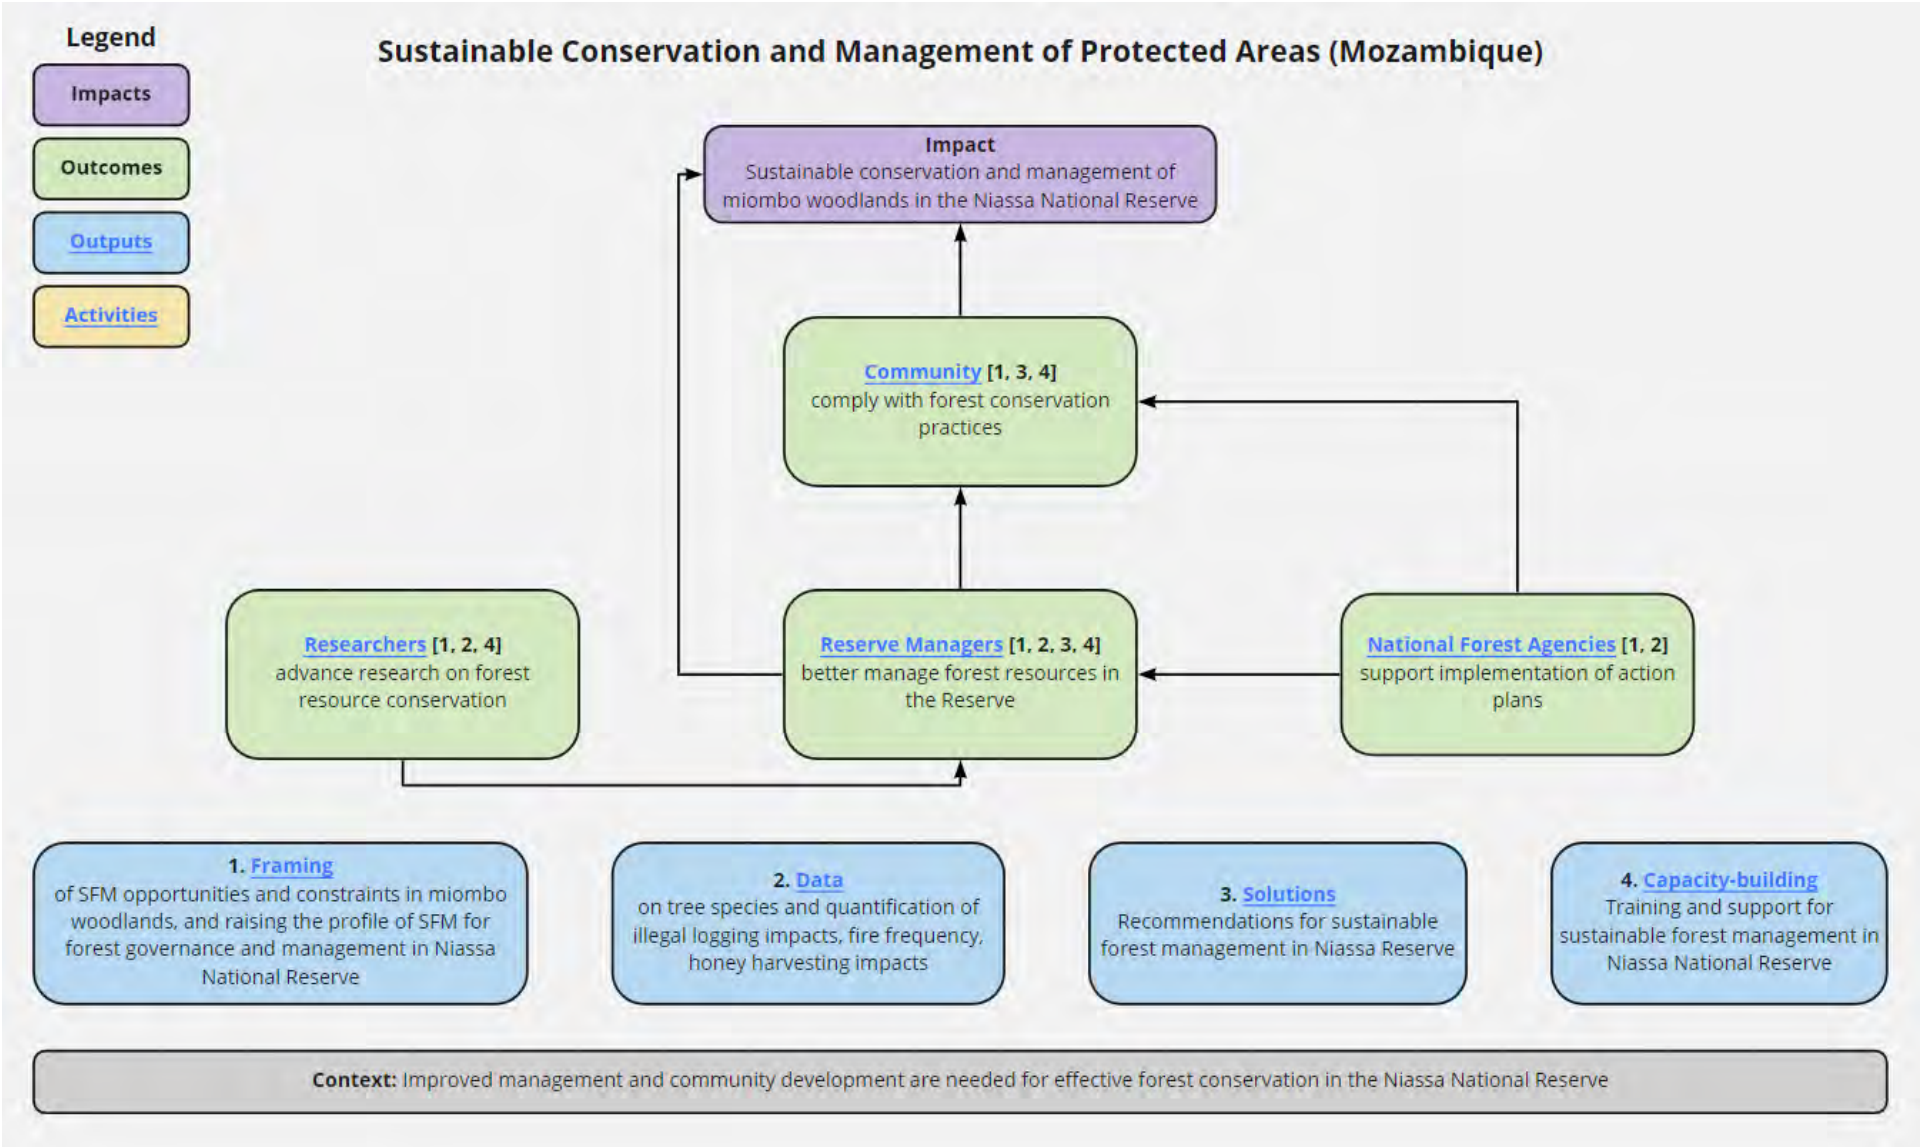 Legend
Impacts
Outcomes
Outputs
Activities
Sustainable Conservation and Management of Protected Areas (Mozambique)
Impact
Sustainable conservation and management of
miombo woodlands in the Niassa National Reserve
Community [1, 3, 4]
comply with forest conservation
practices
Researchers [1, 2, 4]
advance research on forest
resource conservation
Reserve Managers [1, 2, 3, 4]
better manage forest resources in
the Reserve
National Forest Agencies [1, 2]
support implementation of action
plans
1. Framing
of SFM opportunities and constraints in miombo
woodlands, and raising the profile of SFM for
forest governance and management in Niassa
National Reserve
2. Data
on tree species and quantification of
illegal logging impacts, fire frequency,
honey harvesting impacts
3. Solutions
Recommendations for sustainable
forest management in Niassa Reserve
4. Capacity-building
Training and support for
sustainable forest management in
Niassa National Reserve
Context: Improved management and community development are needed for effective forest conservation in the Niassa National Reserve